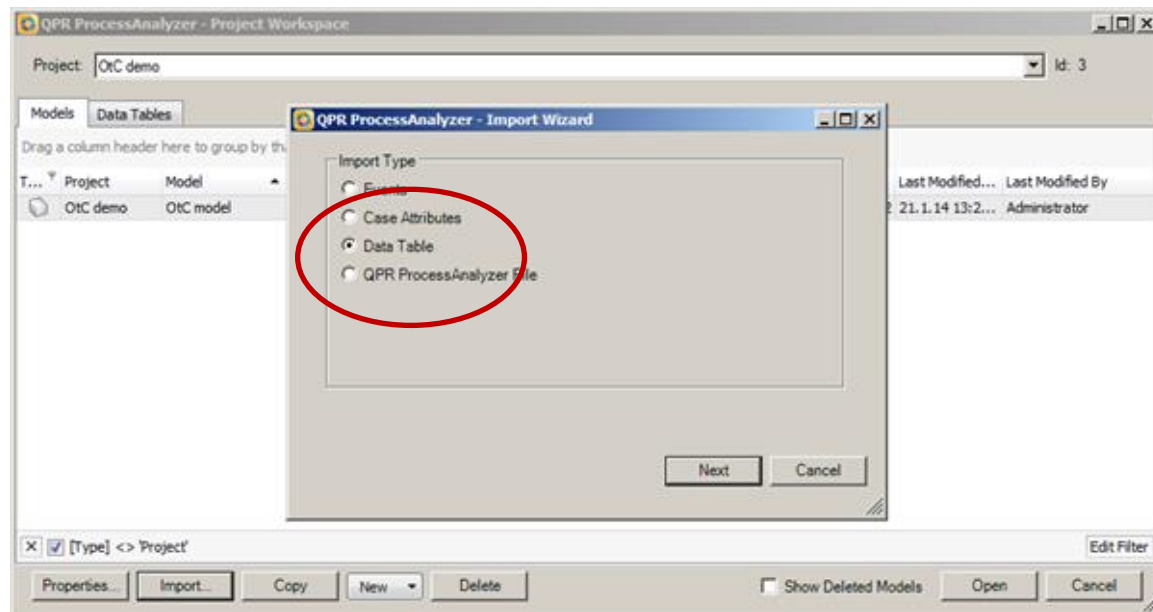 QPR ProcessAnalyzer - Project Workspace
Project: OtC demo Id: 3
Models Data Tables
QPR ProcessAnalyzer - Import Wizard
Drag a column header here to group by
Import Type
T... Project Model Last Modified... Last Modified By
Events
OtC demo OtC model 21.1.14 13:2... Administrator
Case Attributes
Data Table
QPR ProcessAnalyzer File
Next Cancel
[Type] <> 'Project' Edit Filter
Properties... Import... Copy New Delete Show Deleted Models Open Cancel